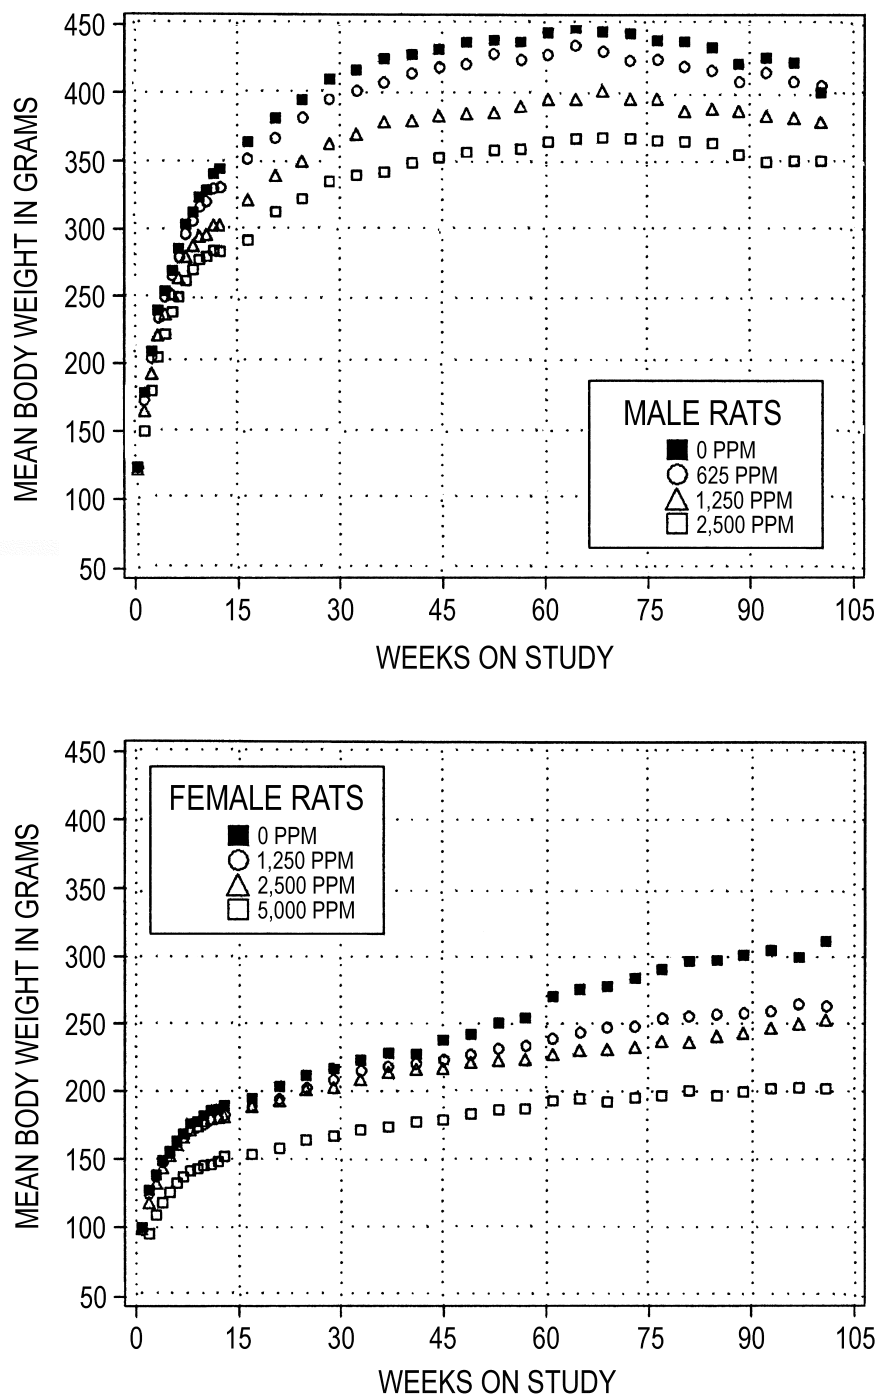 MEAN BODY WEIGHT IN GRAMS
450
400
350
300
250
200
150
100
50
MALE RATS
0 PPM
625 PPM
1,250 PPM
2,500 PPM
0 15 30 45 60 75 90 105
WEEKS ON STUDY
MEAN BODY WEIGHT IN GRAMS
450
400
350
300
250
200
150
100
50
FEMALE RATS
0 PPM
1,250 PPM
2,500 PPM
5,000 PPM
0 15 30 45 60 75 90 105
WEEKS ON STUDY